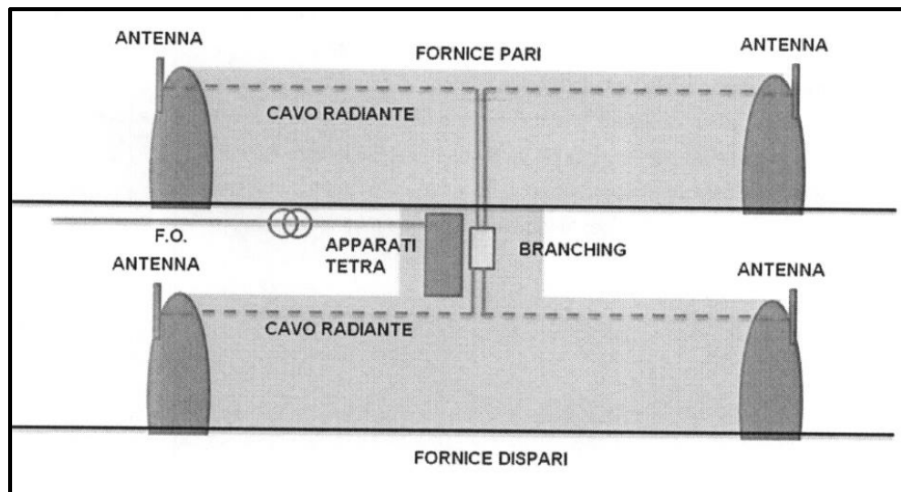 ANTENNA
ANTENNA
FORNICE PARI
CAVO RADIANTE
F.O.
APPARATI
TETRA
BRANCHING
ANTENNA
ANTENNA
CAVO RADIANTE
FORNICE DISPARI